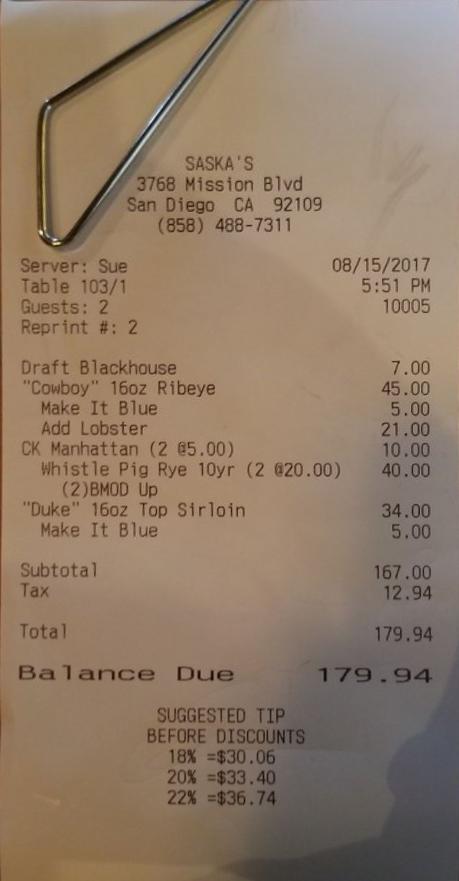 SASKA'S
3768 Mission Blvd
San Diego CA 92109
(858) 488-7311
Server: Sue 08/15/2017
Table 103/1 5:51 PM
Guests: 2 10005
Reprint #: 2
Draft Blackhouse 7.00
"Cowboy" 16oz Ribeye 45.00
Make It Blue 5.00
Add Lobster 21.00
CK Manhattan (2 @5.00) 10.00
Whistle Pig Rye 10yr (2 @20.00) 40.00
(2)BMOD Up
"Duke" 16oz Top Sirloin 34.00
Make It Blue 5.00
Subtotal 167.00
Tax 12.94
Total 179.94
Balance Due 179.94
SUGGESTED TIP
BEFORE DISCOUNTS
18% =$30.06
20% =$33.40
22% =$36.74